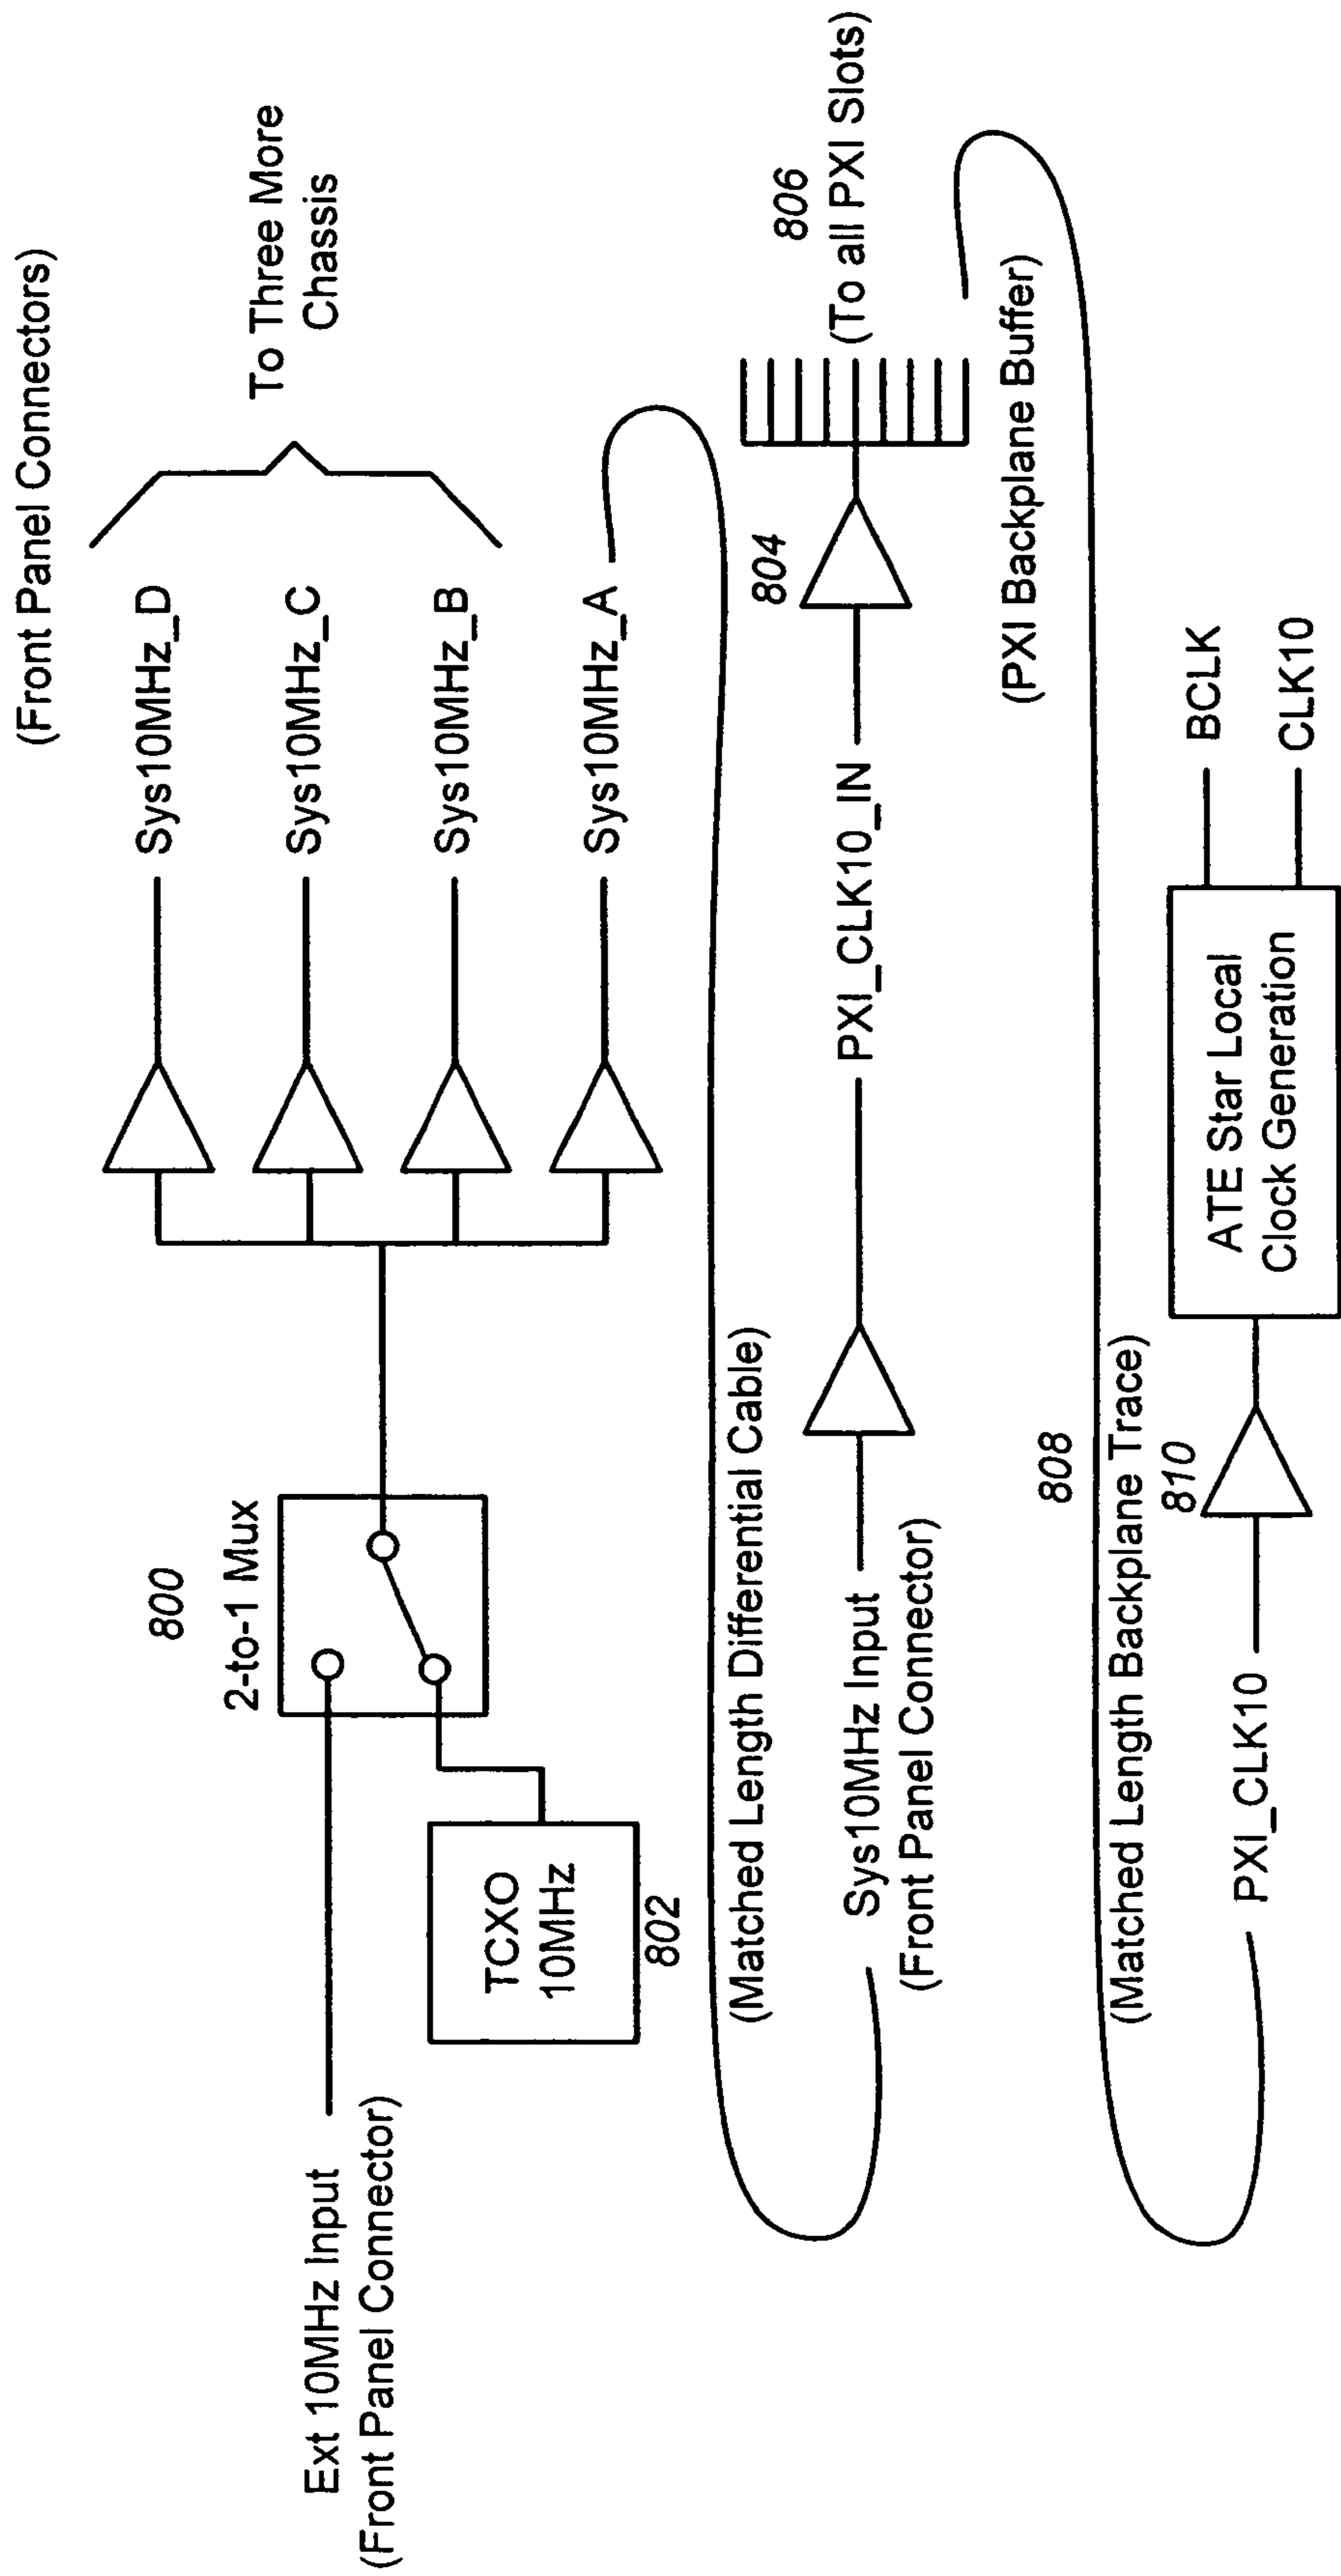 (Front Panel Connectors)
Sys10MHz_D
Sys10MHz_C
Sys10MHz_B
Sys10MHz_A
To Three More
Chassis
800
2-to-1 Mux
Ext 10MHz Input
(Front Panel Connector)
TCXO
10MHz
802
(Matched Length Differential Cable)
Sys10MHz Input
(Front Panel Connector)
PXI_CLK10_IN
804
806
(To all PXI Slots)
(PXI Backplane Buffer)
808
(Matched Length Backplane Trace)
810
PXI_CLK10
ATE Star Local
Clock Generation
BCLK
CLK10